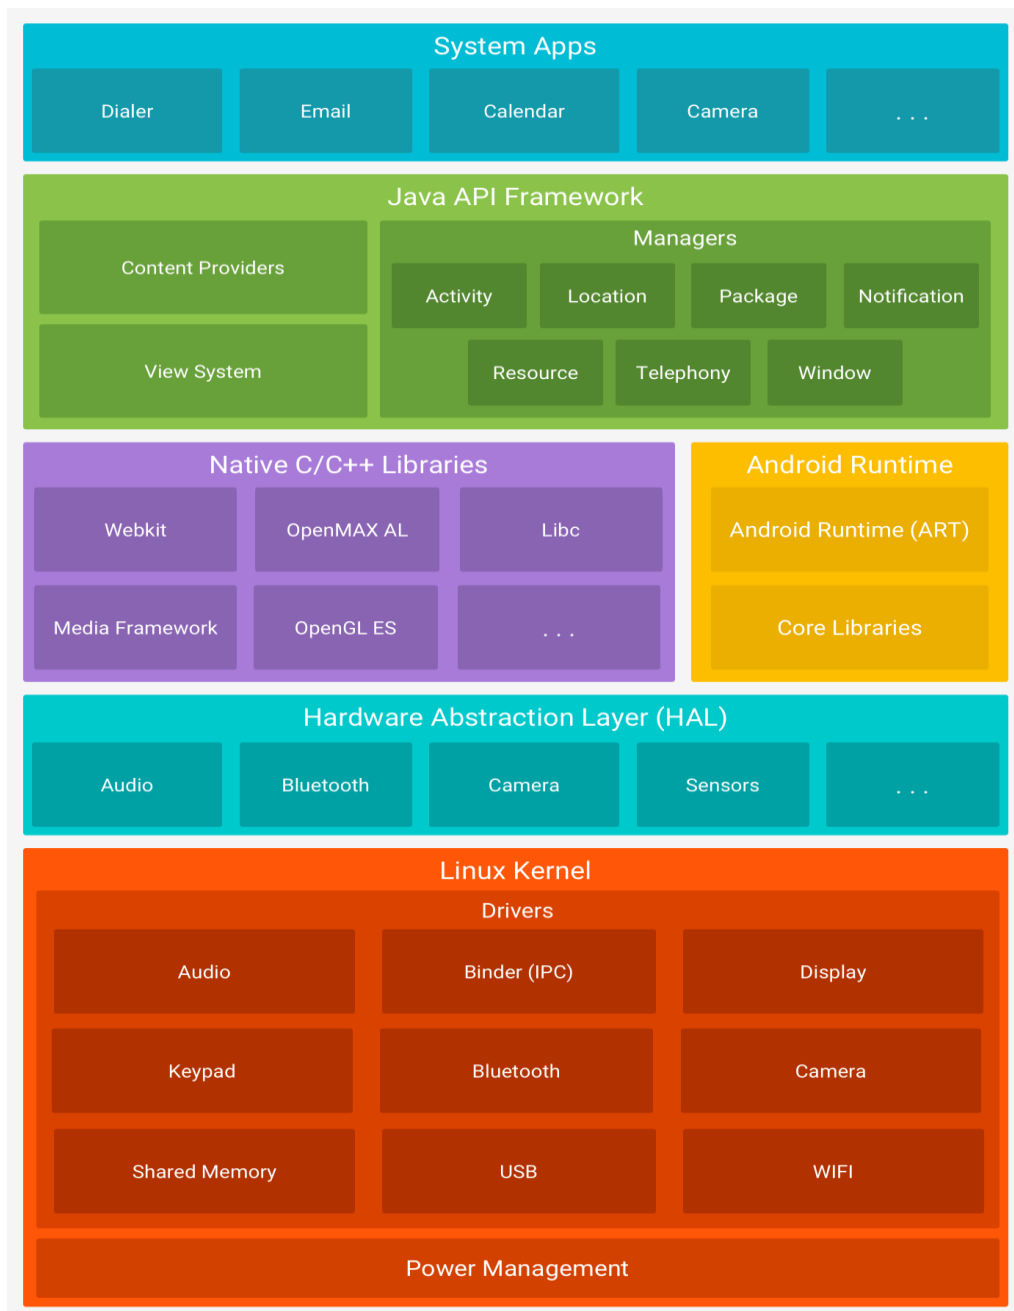 System Apps
Dialer
Email
Calendar
Camera
. . .
Java API Framework
Content Providers
View System
Managers
Activity
Location
Package
Notification
Resource
Telephony
Window
Native C/C++ Libraries
Webkit
OpenMAX AL
Libc
Media Framework
OpenGL ES
. . .
Android Runtime
Android Runtime (ART)
Core Libraries
Hardware Abstraction Layer (HAL)
Audio
Bluetooth
Camera
Sensors
. . .
Linux Kernel
Drivers
Audio
Binder (IPC)
Display
Keypad
Bluetooth
Camera
Shared Memory
USB
WIFI
Power Management